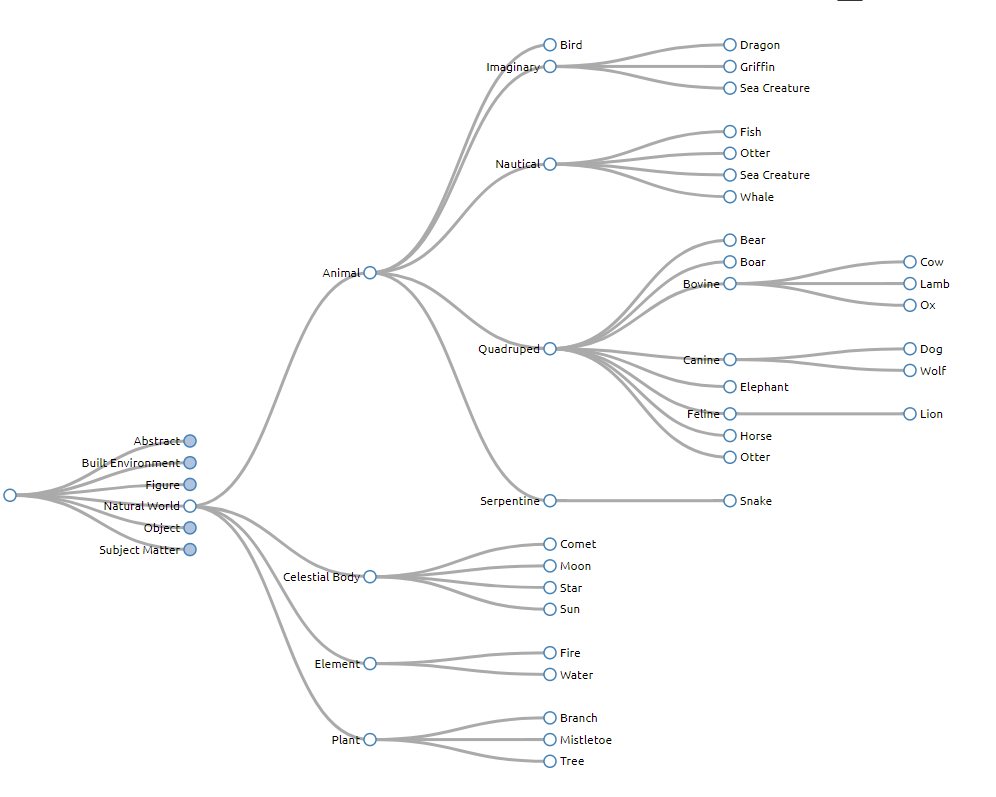 Bird
Dragon
Imaginary
Griffin
Sea Creature
Fish
Nautical
Otter
Sea Creature
Whale
Bear
Boar
Cow
Animal
Bovine
Lamb
Ox
Quadruped
Dog
Canine
Wolf
Elephant
Feline
Lion
Horse
Abstract
Otter
Built Environment
Figure
Serpentine
Snake
Natural World
Object
Comet
Subject Matter
Moon
Celestial Body
Star
Sun
Fire
Element
Water
Branch
Plant
Mistletoe
Tree